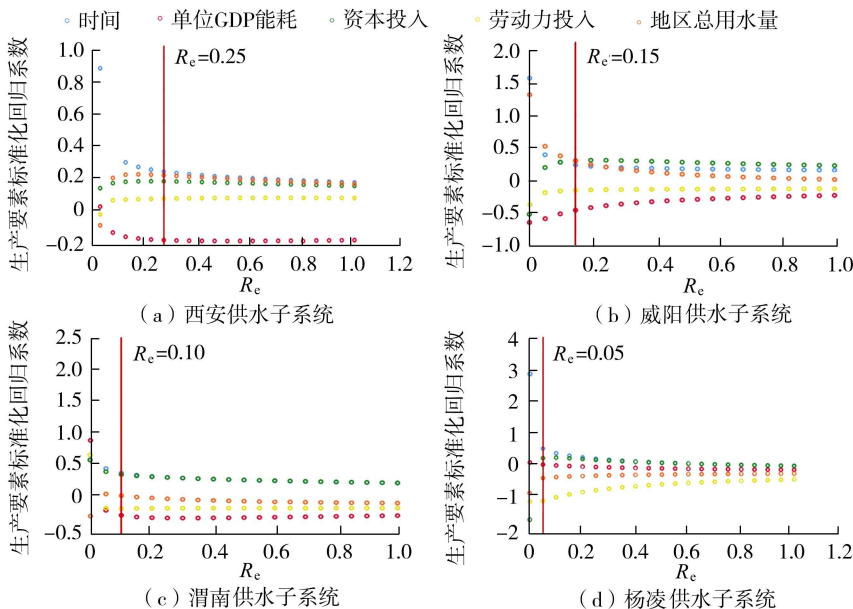 时间 单位GDP能耗 资本投入 劳动力投入 地区总用水量
生产要素标准化回归系数
1.0
0.8
0.6
0.4
0.2
0
-0.2
Re=0.25
0 0.2 0.4 0.6 0.8 1.0 1.2
Re
(a)西安供水子系统
生产要素标准化回归系数
2.0
1.5
1.0
0.5
0
-0.5
-1.0
Re=0.15
0 0.2 0.4 0.6 0.8 1.0
Re
(b)威阳供水子系统
生产要素标准化回归系数
2.5
2.0
1.5
1.0
0.5
0
-0.5
Re=0.10
0 0.2 0.4 0.6 0.8 1.0
Re
(c)渭南供水子系统
生产要素标准化回归系数
4
3
2
1
0
-1
-2
Re=0.05
0 0.2 0.4 0.6 0.8 1.0 1.2
Re
(d)杨凌供水子系统